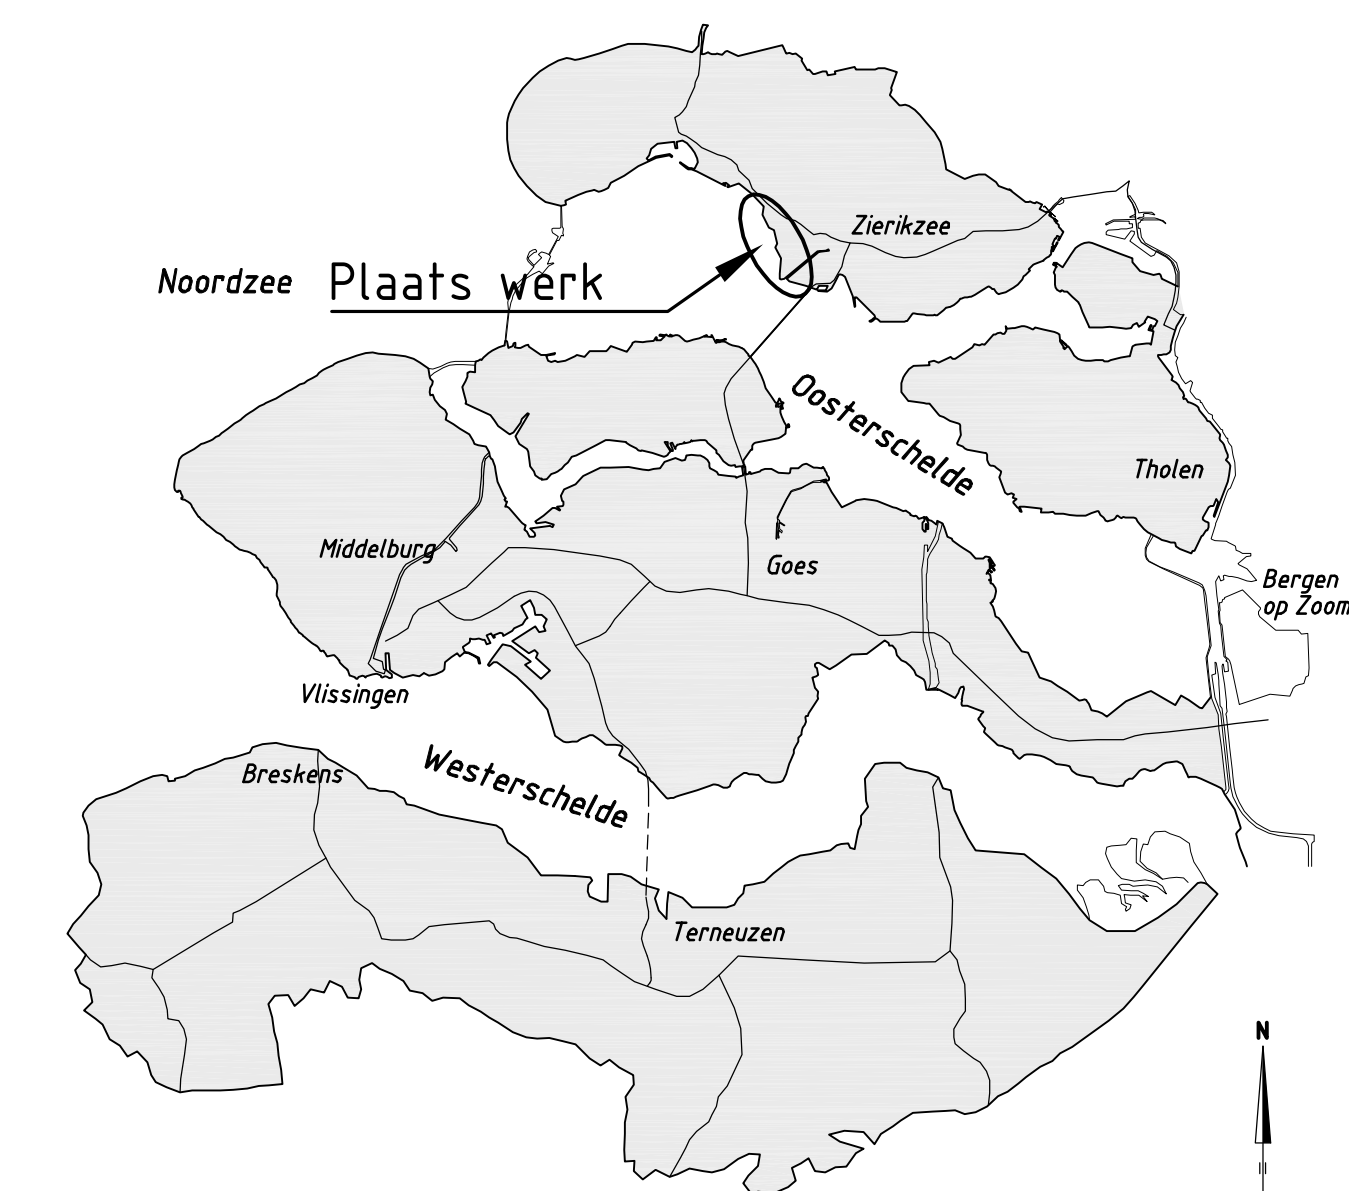 Zierikzee
Noordzee
Plaats werk
Oosterschelde
Tholen
Middelburg
Goes
Bergen
op Zoom
Vlissingen
Breskens
Westerschelde
Terneuzen
N